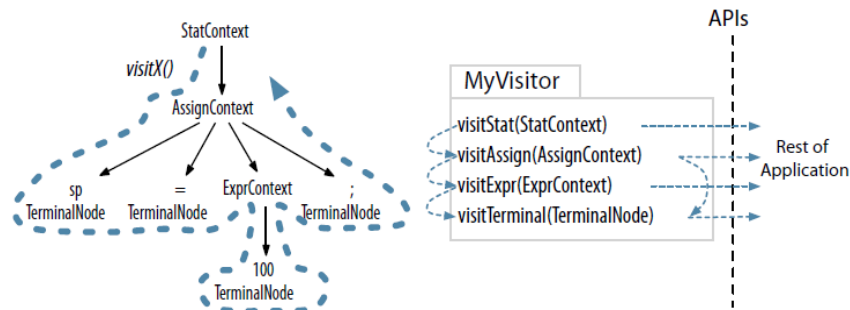 StatContext
visitX()
AssignContext
sp
TerminalNode
=
TerminalNode
ExprContext
;
TerminalNode
100
TerminalNode
APIs
MyVisitor
visitStat(StatContext)
visitAssign(AssignContext)
visitExpr(ExprContext)
visitTerminal(TerminalNode)
Rest of
Application